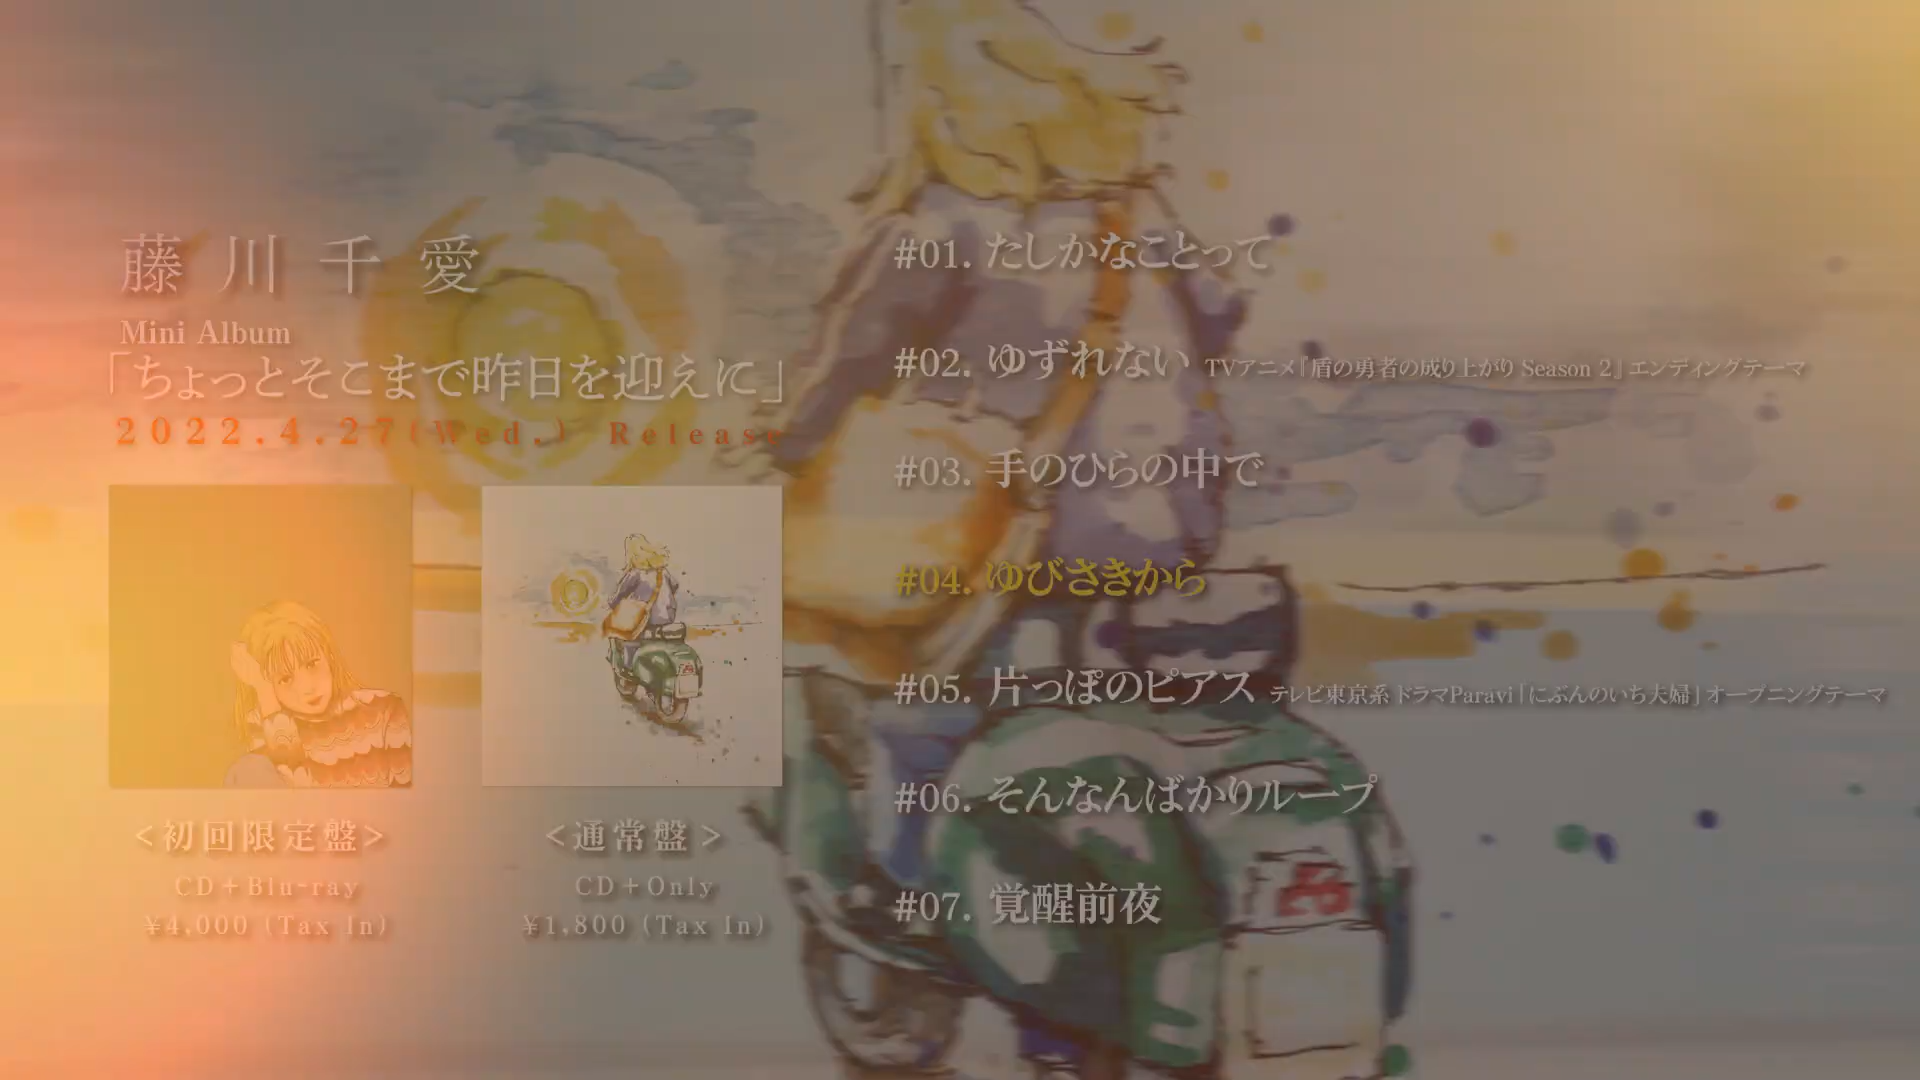 藤川千愛
Mini Album
「ちょっとそこまで昨日を迎えに」
2022.4.27(Wed.) Release
<初回限定盤>
CD+Blu-ray
¥4,000 (Tax In)
<通常盤>
CD+Only
¥1,800 (Tax In)
#01. たしかなことって
#02. ゆずれない TVアニメ『盾の勇者の成り上がり Season 2』エンディングテーマ
#03. 手のひらの中で
#04. ゆびさきから
#05. 片っぽのピアス テレビ東京系 ドラマParavi「にぶんのいち夫婦」オープニングテーマ
#06. そんなんばかりループ
#07. 覚醒前夜